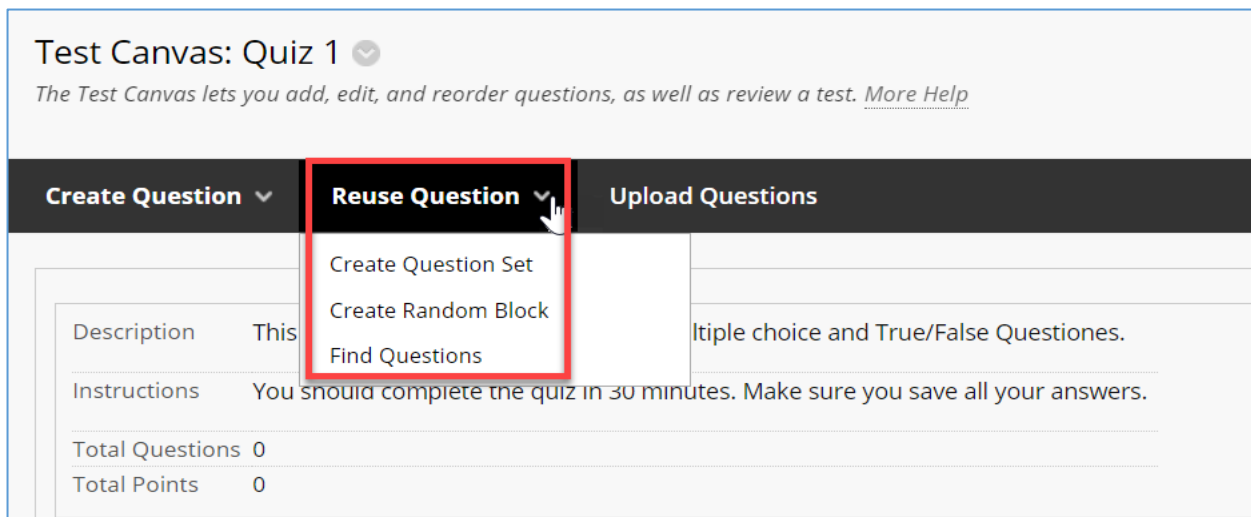 Test Canvas: Quiz 1
The Test Canvas lets you add, edit, and reorder questions, as well as review a test. More Help
Create Question Reuse Question Upload Questions
Create Question Set
Create Random Block
Find Questions
Description This ltiple choice and True/False Questiones.
Instructions You should complete the quiz in 30 minutes. Make sure you save all your answers.
Total Questions 0
Total Points 0